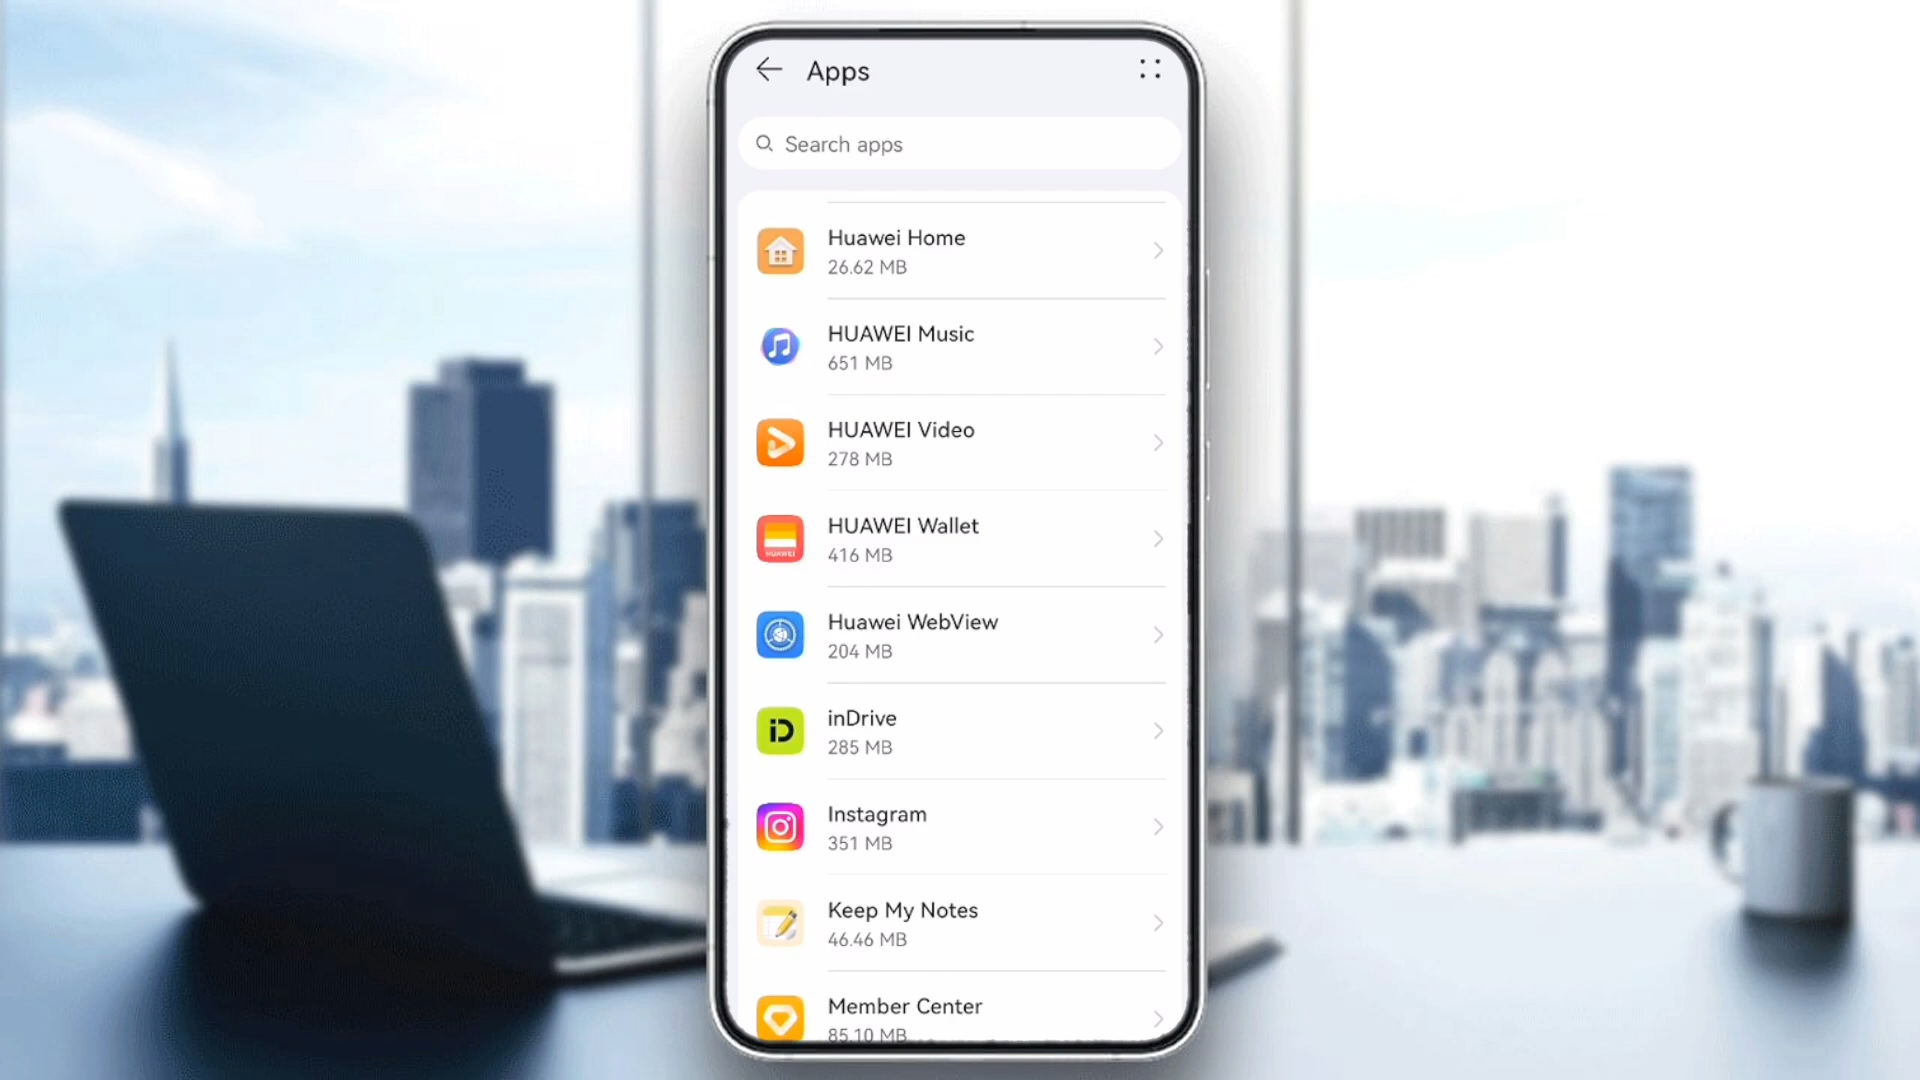 Apps
Search apps
Huawei Home
26.62 MB
HUAWEI Music
651 MB
HUAWEI Video
278 MB
HUAWEI Wallet
416 MB
HUAWEI
Huawei WebView
204 MB
inDrive
285 MB
iD
Instagram
351 MB
Keep My Notes
46.46 MB
Member Center
85.10 MB